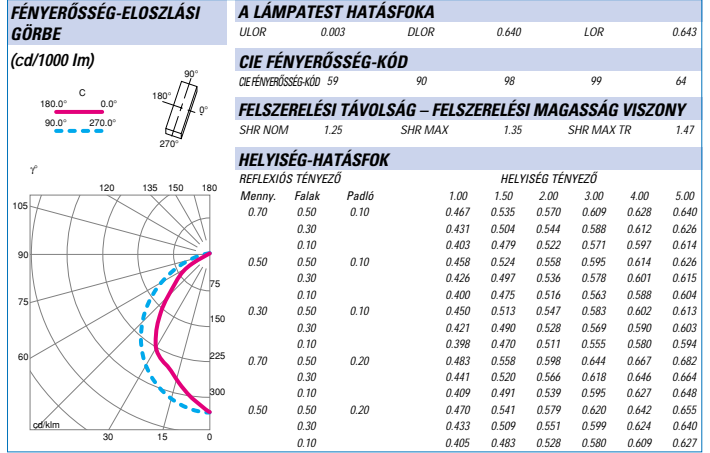 FÉNYERŐSSÉG-ELOSZLÁSI
GÖRBE
(cd/1000 lm)
C
180.0° 0.0°
90.0° 270.0°
90°
180°
0°
270°
γ°
120 135 150 180
105
90
75
60
30 15 0
75
150
225
300
cd/klm
A LÁMPATEST HATÁSFOKA
ULOR 0.003 DLOR 0.640 LOR 0.643
CIE FÉNYERŐSSÉG-KÓD
CIE FÉNYERŐSSÉG-KÓD 59 90 98 99 64
FELSZERELÉSI TÁVOLSÁG – FELSZERELÉSI MAGASSÁG VISZONY
SHR NOM 1.25 SHR MAX 1.35 SHR MAX TR 1.47
HELYISÉG-HATÁSFOK
REFLEXIÓS TÉNYEZŐ HELYISÉG TÉNYEZŐ
Menny. Falak Padló 1.00 1.50 2.00 3.00 4.00 5.00
0.70 0.50 0.10 0.467 0.535 0.570 0.609 0.628 0.640
0.30 0.431 0.504 0.544 0.588 0.612 0.626
0.10 0.403 0.479 0.522 0.571 0.597 0.614
0.50 0.50 0.10 0.458 0.524 0.558 0.595 0.614 0.626
0.30 0.426 0.497 0.536 0.578 0.601 0.615
0.10 0.400 0.475 0.516 0.563 0.588 0.604
0.30 0.50 0.10 0.450 0.513 0.547 0.583 0.602 0.613
0.30 0.421 0.490 0.528 0.569 0.590 0.603
0.10 0.398 0.470 0.511 0.555 0.580 0.594
0.70 0.50 0.20 0.483 0.558 0.598 0.644 0.667 0.682
0.30 0.441 0.520 0.566 0.618 0.646 0.664
0.10 0.409 0.491 0.539 0.595 0.627 0.648
0.50 0.50 0.20 0.470 0.541 0.579 0.620 0.642 0.655
0.30 0.433 0.509 0.551 0.599 0.624 0.640
0.10 0.405 0.483 0.528 0.580 0.609 0.627